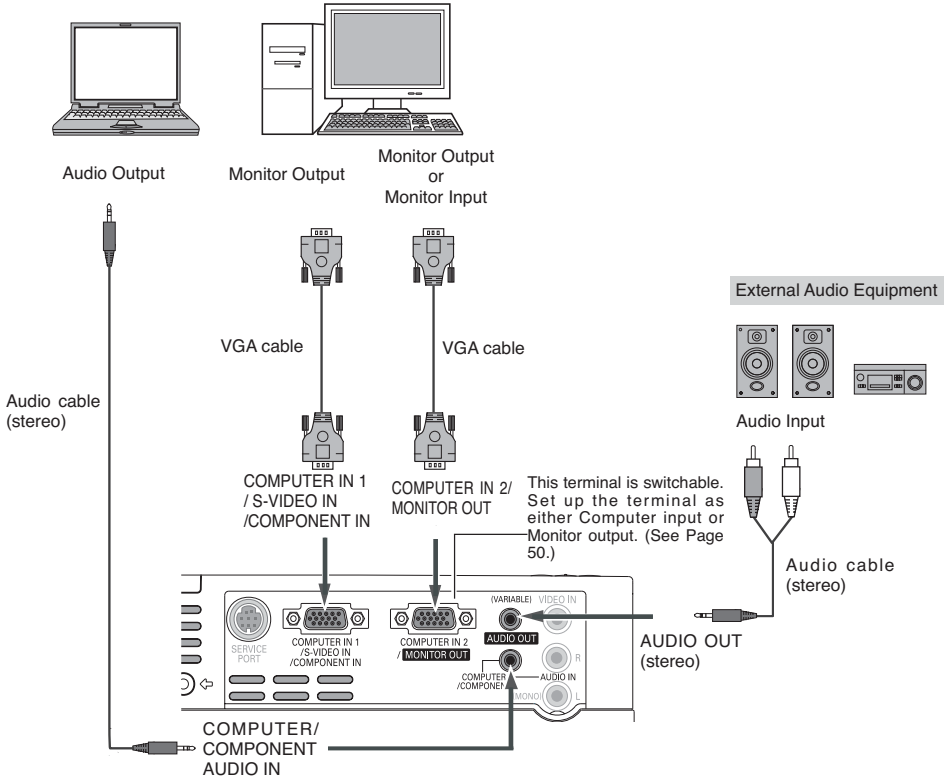 Audio Output
Monitor Output
Monitor Output
or
Monitor Input
External Audio Equipment
VGA cable
VGA cable
Audio cable
(stereo)
Audio Input
COMPUTER IN 1
/ S-VIDEO IN
/COMPONENT IN
COMPUTER IN 2/
MONITOR OUT
This terminal is switchable.
Set up the terminal as
either Computer input or
Monitor output. (See Page
50.)
Audio cable
(stereo)
(VARIABLE)
VIDEO IN
SERVICE
PORT
COMPUTER IN 1
/S-VIDEO IN
/COMPONENT IN
COMPUTER IN 2
/ MONITOR OUT
AUDIO OUT
R
COMPUTER
/COMPONENT
AUDIO IN
(MONO)
L
AUDIO OUT
(stereo)
COMPUTER/
COMPONENT
AUDIO IN